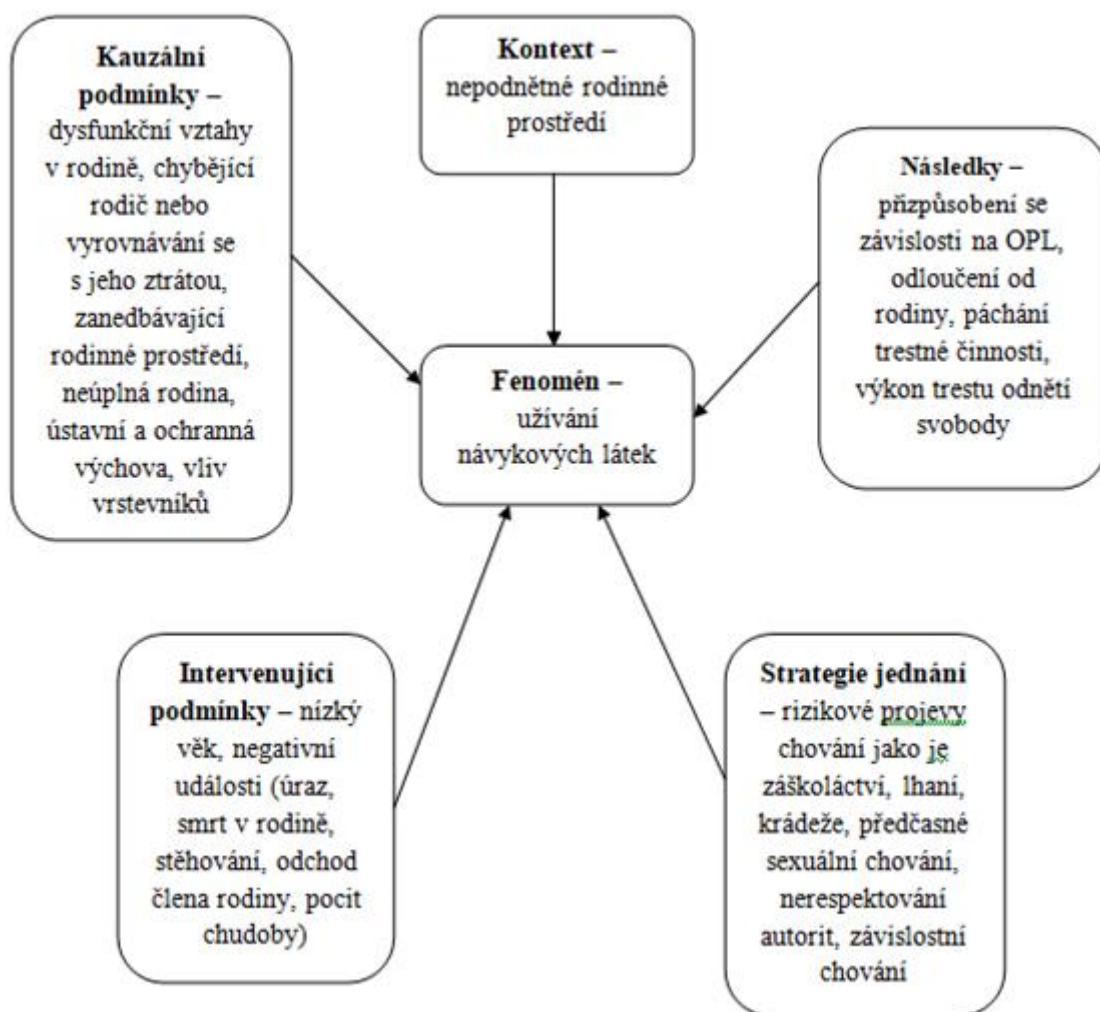 Kauzální
podmínky –
dysfunkční vztahy
v rodině, chybějící
rodič nebo
vyrovnávání se
s jeho ztrátou,
zanedbávající
rodinné prostředí,
neúplná rodina,
ústavní a ochranná
výchova, vliv
vrstevníků
Kontext –
nepodnětné rodinné
prostředí
Následky –
přizpůsobení se
závislosti na OPL,
odloučení od
rodiny, páchání
trestné činnosti,
výkon trestu odnětí
svobody
Fenomén –
užívání
návykových látek
Intervenující
podmínky – nízký
věk, negativní
události (úraz,
smrt v rodině,
stěhování, odchod
člena rodiny, pocit
chudoby)
Strategie jednání
– rizikové projevy
chování jako je
záškoláctví, lhaní,
krádeže, předčasné
sexuální chování,
nerespektování
autorit, závislostní
chování